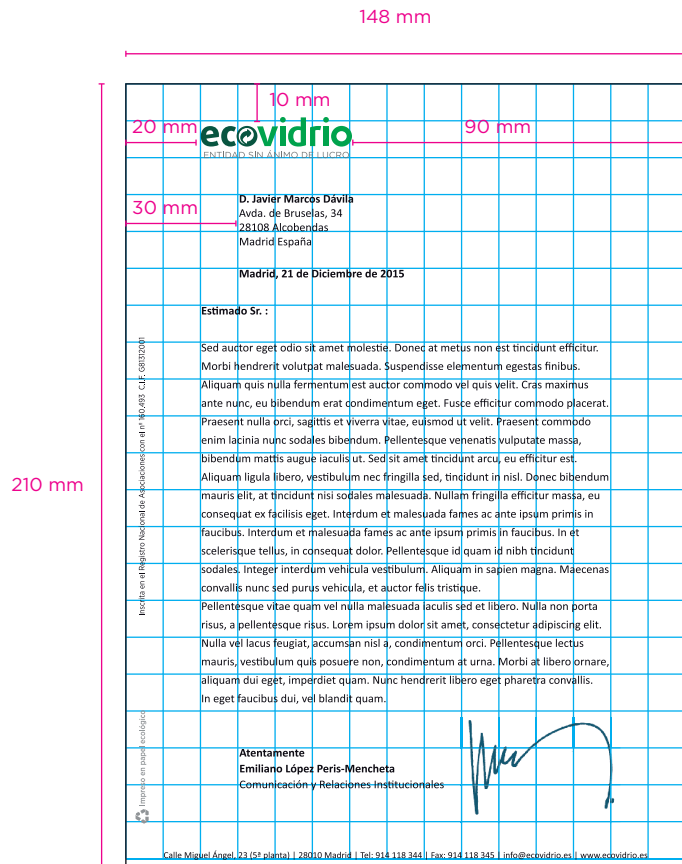 148 mm
10 mm
20 mm
90 mm
ecovidrio
ENTIDAD SIN ÁNIMO DE LUCRO
30 mm
D. Javier Marcos Dávila
Avda. de Bruselas, 34
28108 Alcobendas
Madrid España
Madrid, 21 de Diciembre de 2015
Estimado Sr. :
Sed auctor eget odio sit amet molestie. Donec at metus non est tincidunt efficitur.
Morbi hendrerit volutpat malesuada. Suspendisse elementum egestas finibus.
Aliquam quis nulla fermentum est auctor commodo vel quis velit. Cras maximus
ante nunc, eu bibendum erat condimentum eget. Fusce efficitur commodo placerat.
Praesent nulla orci, sagittis et viverra vitae, euismod ut velit. Praesent commodo
enim lacinia nunc sodales bibendum. Pellentesque venenatis vulputate massa,
bibendum mattis augue iaculis ut. Sed sit amet tincidunt arcu, eu efficitur est.
Aliquam ligula libero, vestibulum nec fringilla sed, tincidunt in nisl. Donec bibendum
mauris elit, at tincidunt nisi sodales malesuada. Nullam fringilla efficitur massa, eu
consequat ex facilisis eget. Interdum et malesuada fames ac ante ipsum primis in
faucibus. Interdum et malesuada fames ac ante ipsum primis in faucibus. In et
scelerisque tellus, in consequat dolor. Pellentesque id quam id nibh tincidunt
sodales. Integer interdum vehicula vestibulum. Aliquam in sapien magna. Maecenas
convallis nunc sed purus vehicula, et auctor felis tristique.
Pellentesque vitae quam vel nulla malesuada iaculis sed et libero. Nulla non porta
risus, a pellentesque risus. Lorem ipsum dolor sit amet, consectetur adipiscing elit.
Nulla vel lacus feugiat, accumsan nisl a, condimentum orci. Pellentesque lectus
mauris, vestibulum quis posuere non, condimentum at urna. Morbi at libero ornare,
aliquam dui eget, imperdiet quam. Nunc hendrerit libero eget pharetra convallis.
In eget faucibus dui, vel blandit quam.
210 mm
Inscrita en el Registro Nacional de Asociaciones con el nº 160.493 C.I.F. G81312001
Impreso en papel ecológico
Atentamente
Emiliano López Peris-Mencheta
Comunicación y Relaciones Institucionales
Calle Miguel Ángel, 23 (5ª planta) | 28010 Madrid | Tel: 914 118 344 | Fax: 914 118 345 | info@ecovidrio.es | www.ecovidrio.es